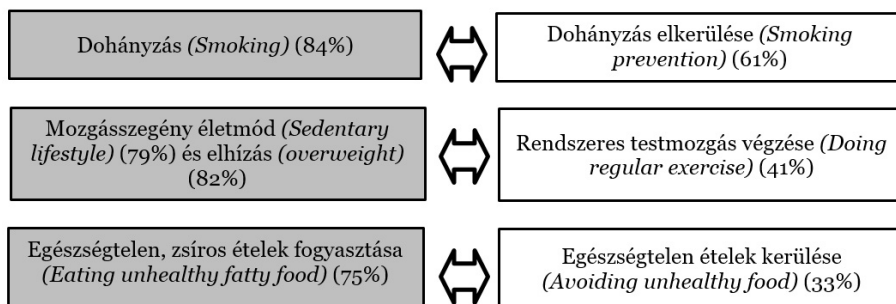 Dohányzás (Smoking) (84%)
Dohányzás elkerülése (Smoking
prevention) (61%)
Mozgásszegény életmód (Sedentary
lifestyle) (79%) és elhízás (overweight)
(82%)
Rendszeres testmozgás végzése (Doing
regular exercise) (41%)
Egészségtelen, zsíros ételek fogyasztása
(Eating unhealthy fatty food) (75%)
Egészségtelen ételek kerülése
(Avoiding unhealthy food) (33%)